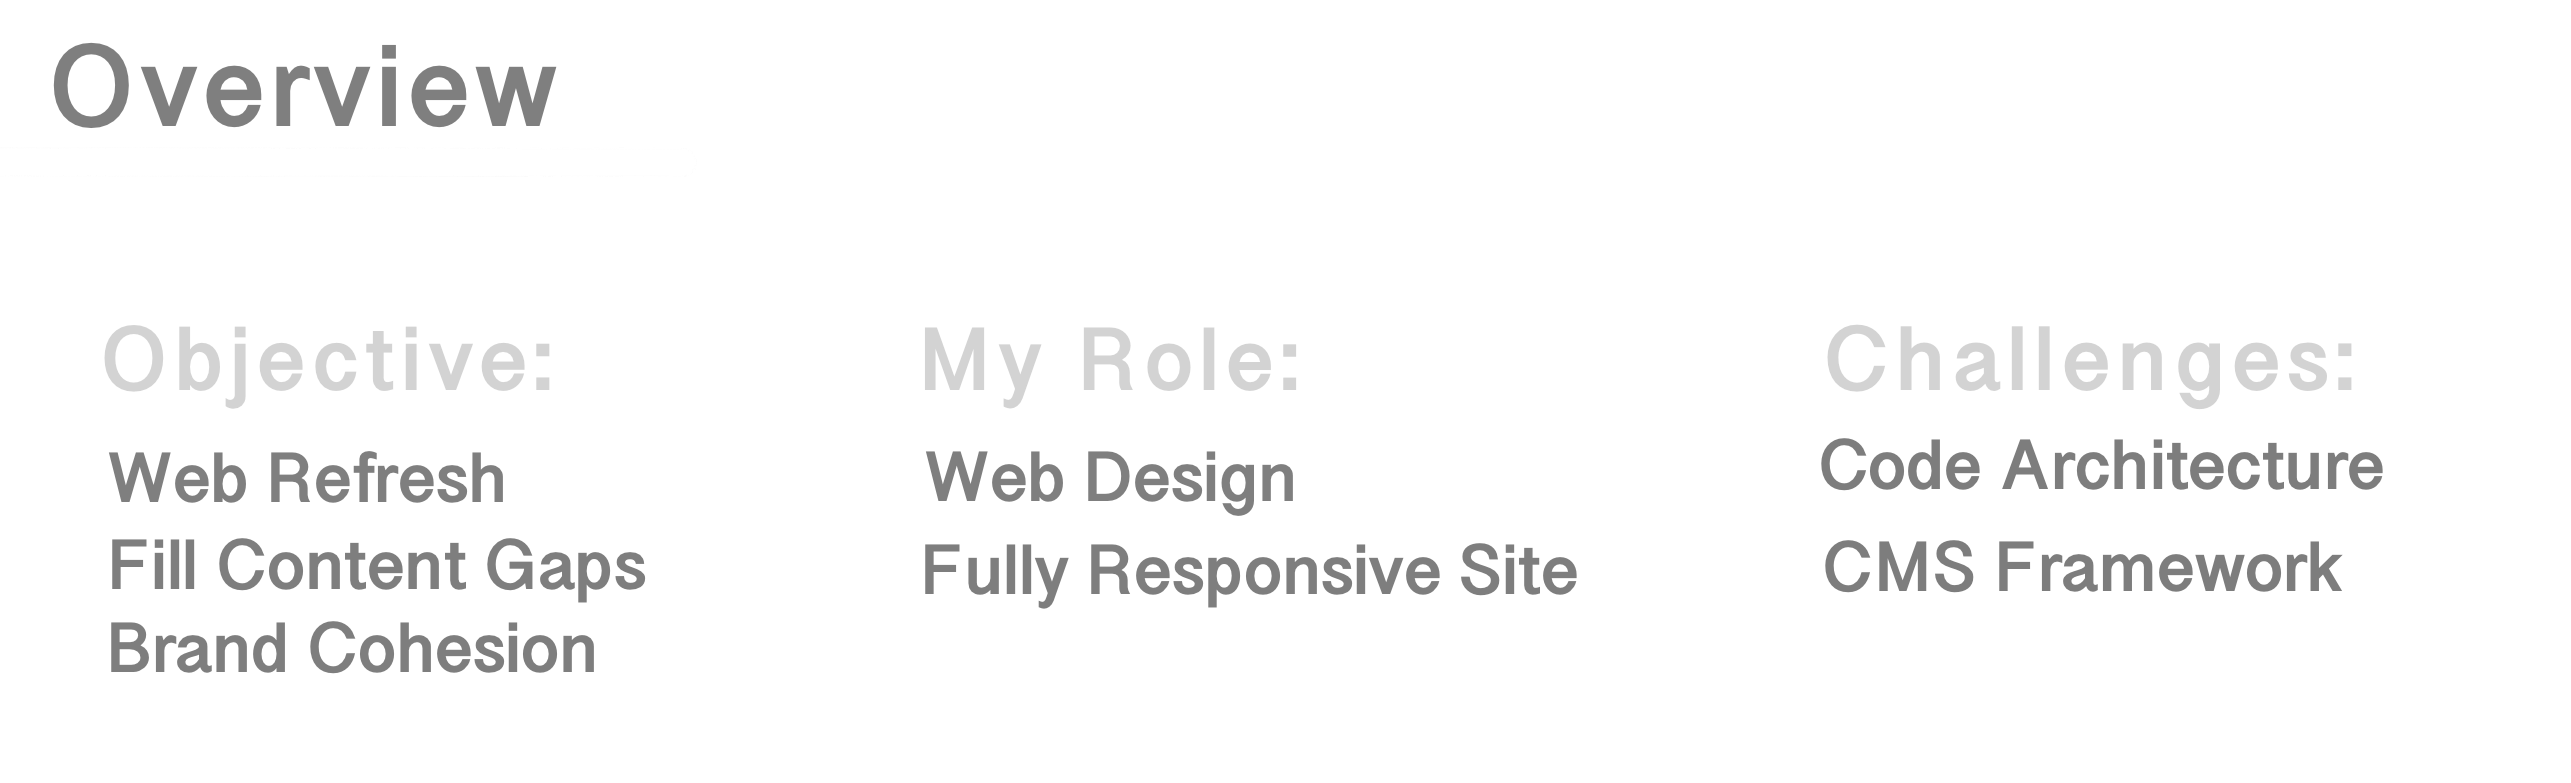 Overview
Objective:
Web Refresh
Fill Content Gaps
Brand Cohesion
My Role:
Web Design
Fully Responsive Site
Challenges:
Code Architecture
CMS Framework